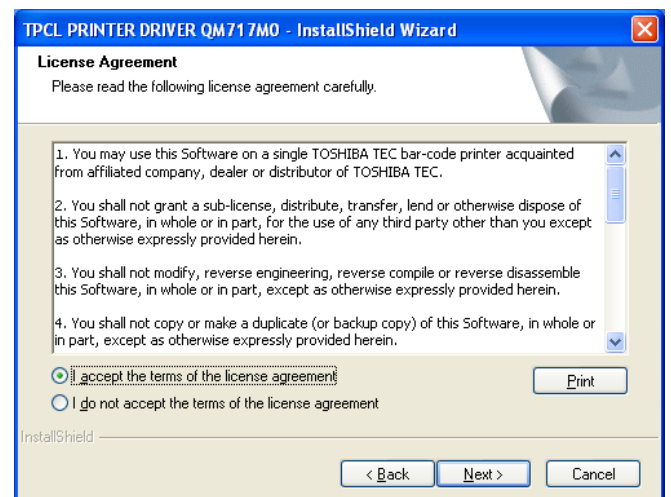 TPCL PRINTER DRIVER QM717M0 - InstallShield Wizard
License Agreement
Please read the following license agreement carefully.
1. You may use this Software on a single TOSHIBA TEC bar-code printer acquainted
from affiliated company, dealer or distributor of TOSHIBA TEC.
2. You shall not grant a sub-license, distribute, transfer, lend or otherwise dispose of
this Software, in whole or in part, for the use of any third party other than you except
as otherwise expressly provided herein.
3. You shall not modify, reverse engineering, reverse compile or reverse disassemble
this Software, in whole or in part, except as otherwise expressly provided herein.
4. You shall not copy or make a duplicate (or backup copy) of this Software, in whole or
in part, except as otherwise expressly provided herein.
I accept the terms of the license agreement
Print
I do not accept the terms of the license agreement
InstallShield
< Back
Next >
Cancel